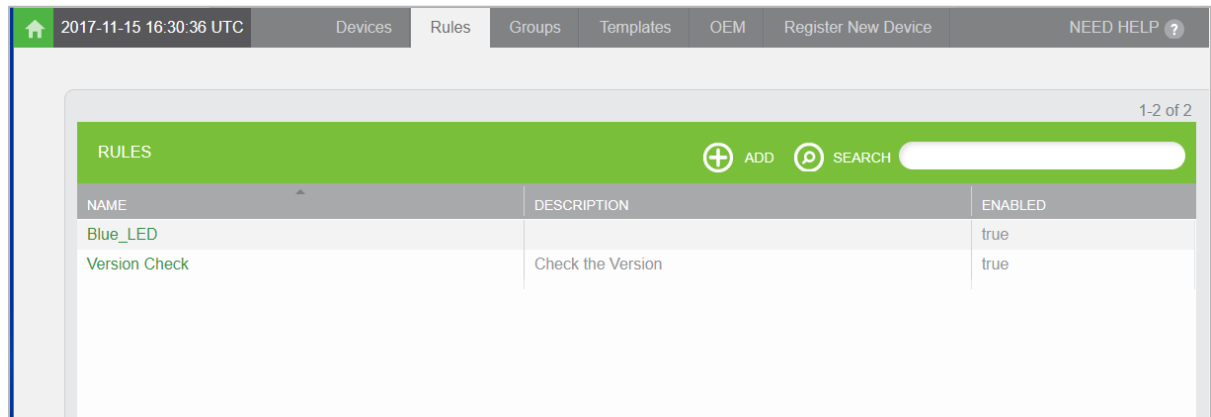 2017-11-15 16:30:36 UTC Devices Rules Groups Templates OEM Register New Device NEED HELP ?
1-2 of 2
RULES ADD SEARCH
NAME DESCRIPTION ENABLED
Blue_LED true
Version Check Check the Version true